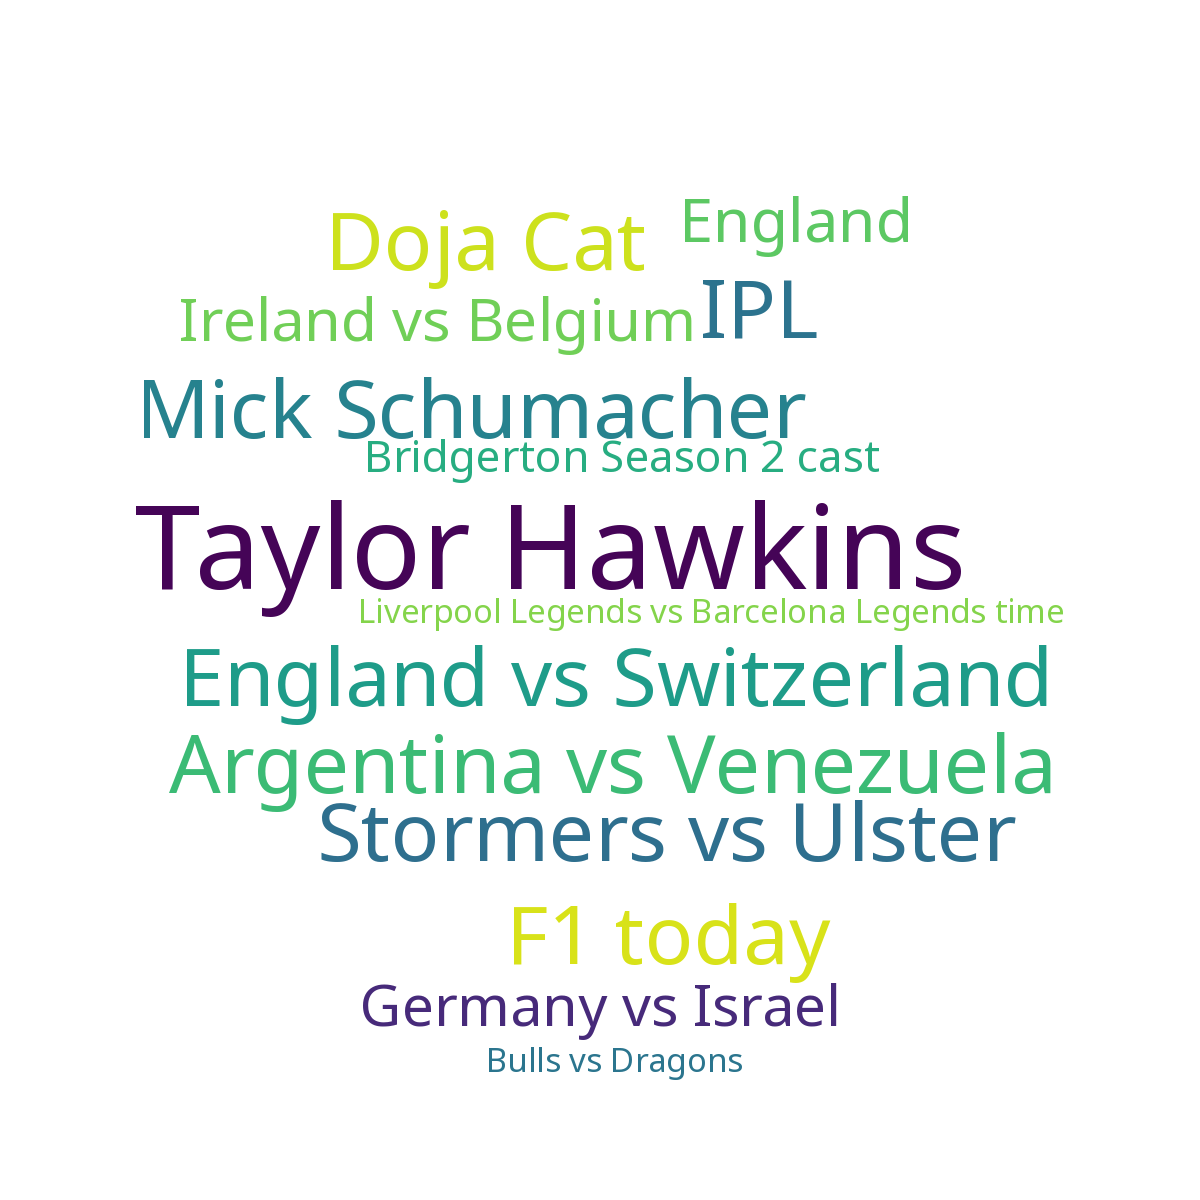 Doja Cat
England
Ireland vs Belgium
IPL
Mick Schumacher
Bridgerton Season 2 cast
Taylor Hawkins
Liverpool Legends vs Barcelona Legends time
England vs Switzerland
Argentina vs Venezuela
Stormers vs Ulster
F1 today
Germany vs Israel
Bulls vs Dragons